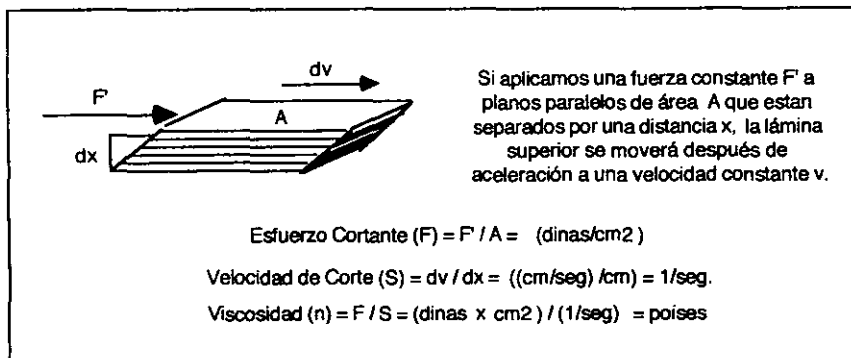 dv
F'
A
dx
Si aplicamos una fuerza constante F' a
planos paralelos de área A que estan
separados por una distancia x, la lámina
superior se moverá después de
aceleración a una velocidad constante v.
Esfuerzo Cortante (F) = F' / A = (dinas/cm2 )
Velocidad de Corte (S) = dv / dx = ((cm/seg) /cm) = 1/seg.
Viscosidad (n) = F / S = (dinas x cm2 ) / (1/seg) = poíses